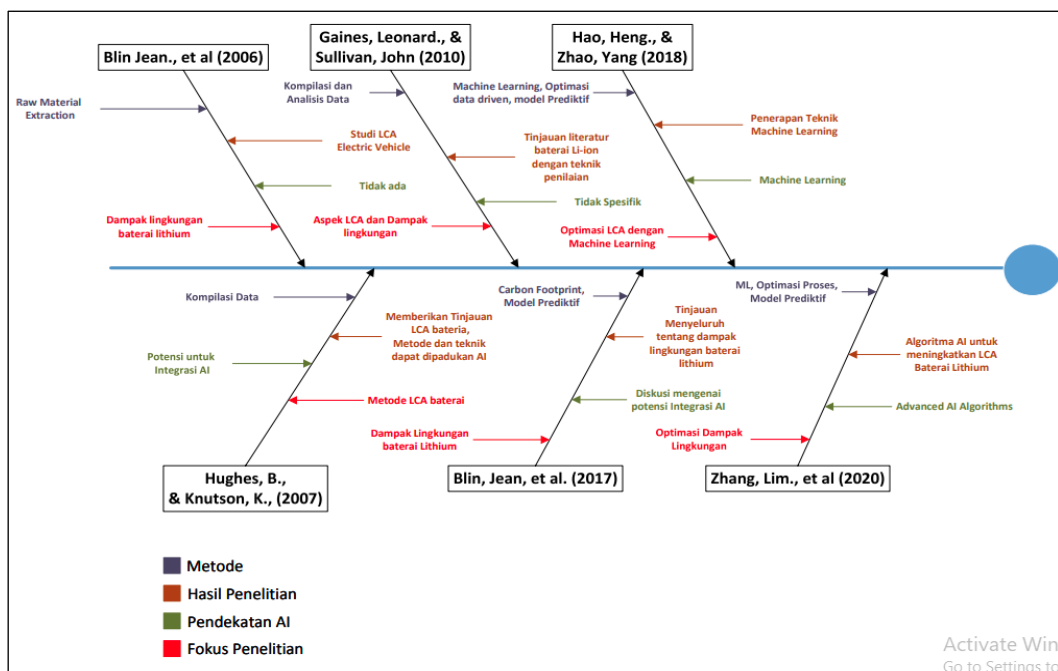 Blin Jean., et al (2006)
Gaines, Leonard., &
Sullivan, John (2010)
Hao, Heng., &
Zhao, Yang (2018)
Raw Material
Extraction
Studi LCA
Electric Vehicle
Tidak ada
Dampak lingkungan
baterai lithium
Kompilasi dan
Analisis Data
Tinjauan literatur
baterai Li-ion
dengan teknik
penilaian
Tidak Spesifik
Aspek LCA dan Dampak
lingkungan
Machine Learning, Optimasi
data driven, model Prediktif
Penerapan Teknik
Machine Learning
Machine Learning
Optimasi LCA dengan
Machine Learning
Kompilasi Data
Memberikan Tinjauan
LCA bateria,
Metode dan teknik
dapat dipadukan AI
Potensi untuk
Integrasi AI
Metode LCA baterai
Carbon Footprint,
Model Prediktif
Tinjauan
Menyeluruh
tentang dampak
lingkungan baterai
lithium
Diskusi mengenai
potensi Integrasi AI
Dampak Lingkungan
baterai Lithium
ML, Optimasi Proses,
Model Prediktif
Algoritma AI untuk
meningkatkan LCA
Baterai Lithium
Advanced AI Algorithms
Optimasi Dampak
Lingkungan
Hughes, B.,
& Knutson, K., (2007)
Blin, Jean, et al. (2017)
Zhang, Lim., et al (2020)
Metode
Hasil Penelitian
Pendekatan AI
Fokus Penelitian
Activate Win
Go to Settings to